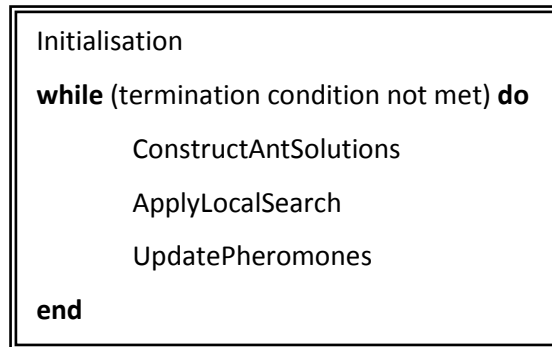 Initialisation
while (termination condition not met) do
ConstructAntSolutions
ApplyLocalSearch
UpdatePheromones
end